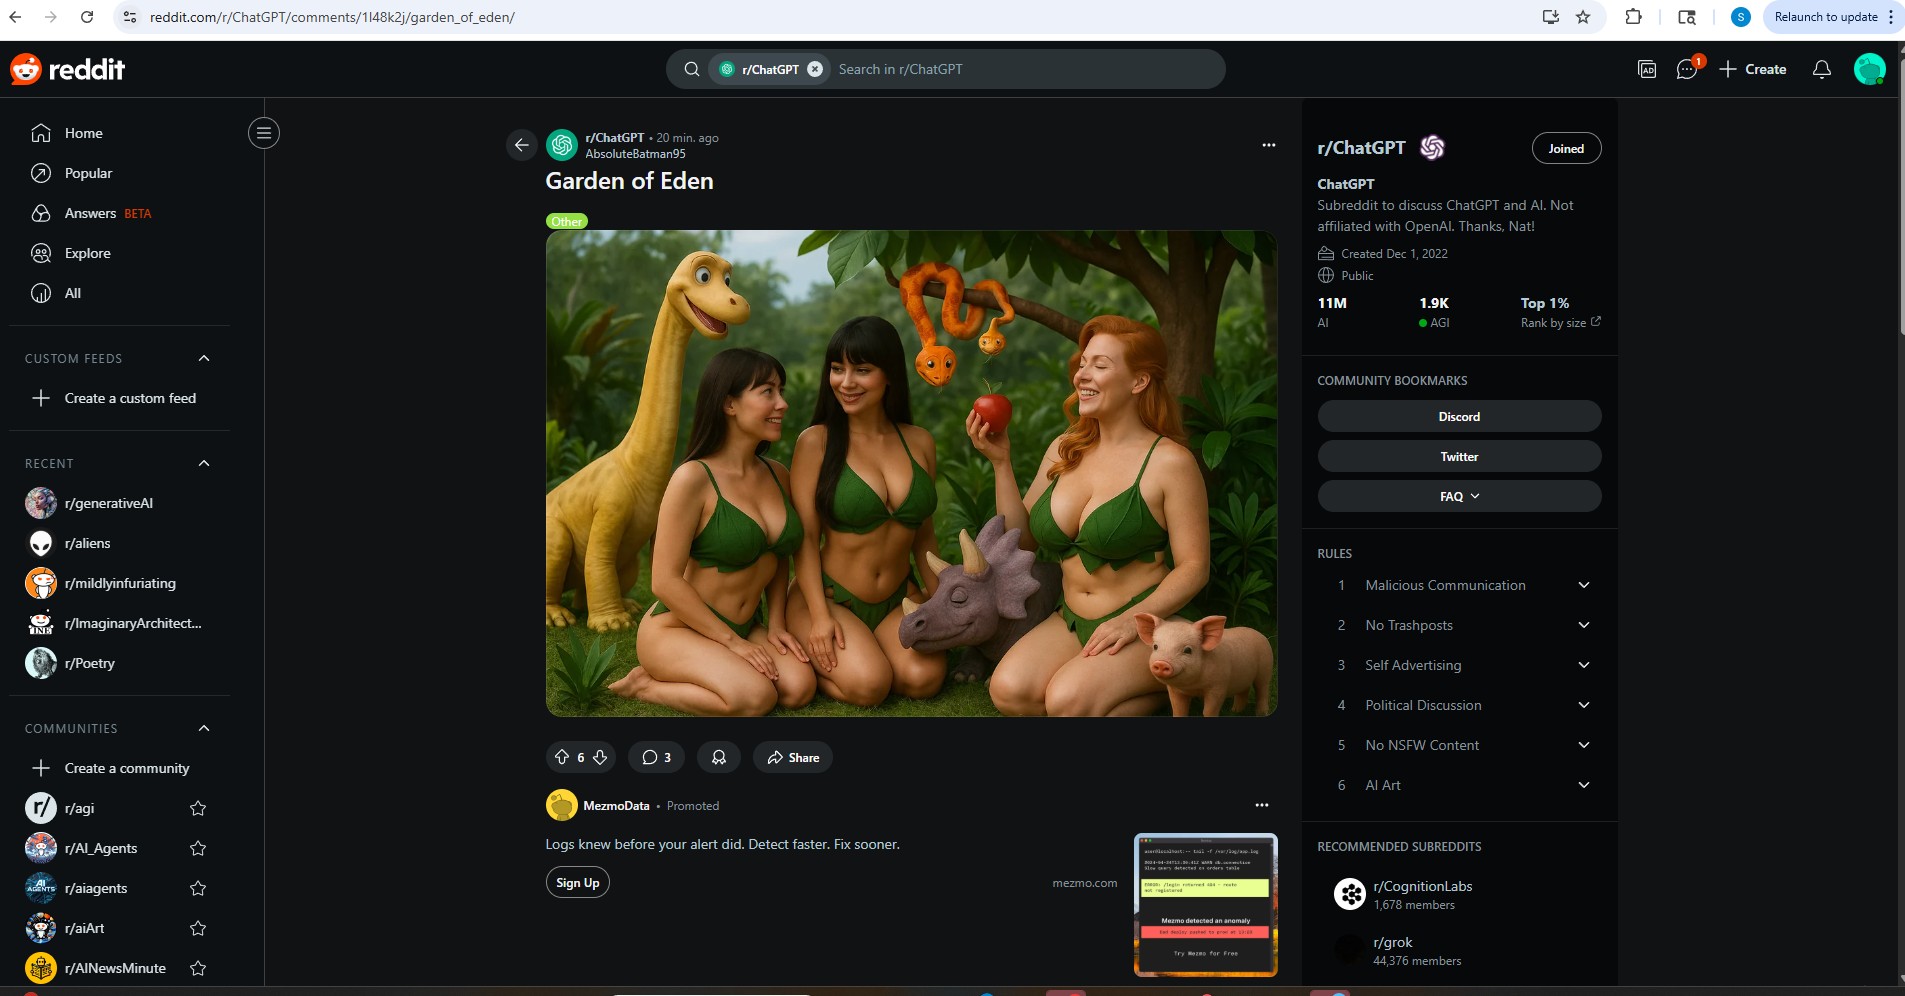 reddit.com/r/ChatGPT/comments/1l48k2j/garden_of_eden/
S
Relaunch to update
reddit
r/ChatGPT
Search in r/ChatGPT
AD
1
Create
Home
Popular
Answers BETA
Explore
All
CUSTOM FEEDS
Create a custom feed
RECENT
r/generativeAI
r/aliens
r/mildlyinfuriating
r/ImaginaryArchitect...
r/Poetry
COMMUNITIES
Create a community
r/ r/agi
r/AI_Agents
AI AGENTS r/aiagents
r/aiArt
r/AINewsMinute
r/ChatGPT • 20 min. ago
AbsoluteBatman95
Garden of Eden
Other
6
3
Share
MezmoData • Promoted
Logs knew before your alert did. Detect faster. Fix sooner.
Sign Up
mezmo.com
Mezmo detected an anomaly
Try Mezmo for Free
r/ChatGPT
Joined
ChatGPT
Subreddit to discuss ChatGPT and AI. Not
affiliated with OpenAI. Thanks, Nat!
Created Dec 1, 2022
Public
11M 1.9K Top 1%
AI AGI Rank by size
COMMUNITY BOOKMARKS
Discord
Twitter
FAQ
RULES
1 Malicious Communication
2 No Trashposts
3 Self Advertising
4 Political Discussion
5 No NSFW Content
6 AI Art
RECOMMENDED SUBREDDITS
r/CognitionLabs
1,678 members
r/grok
44,376 members